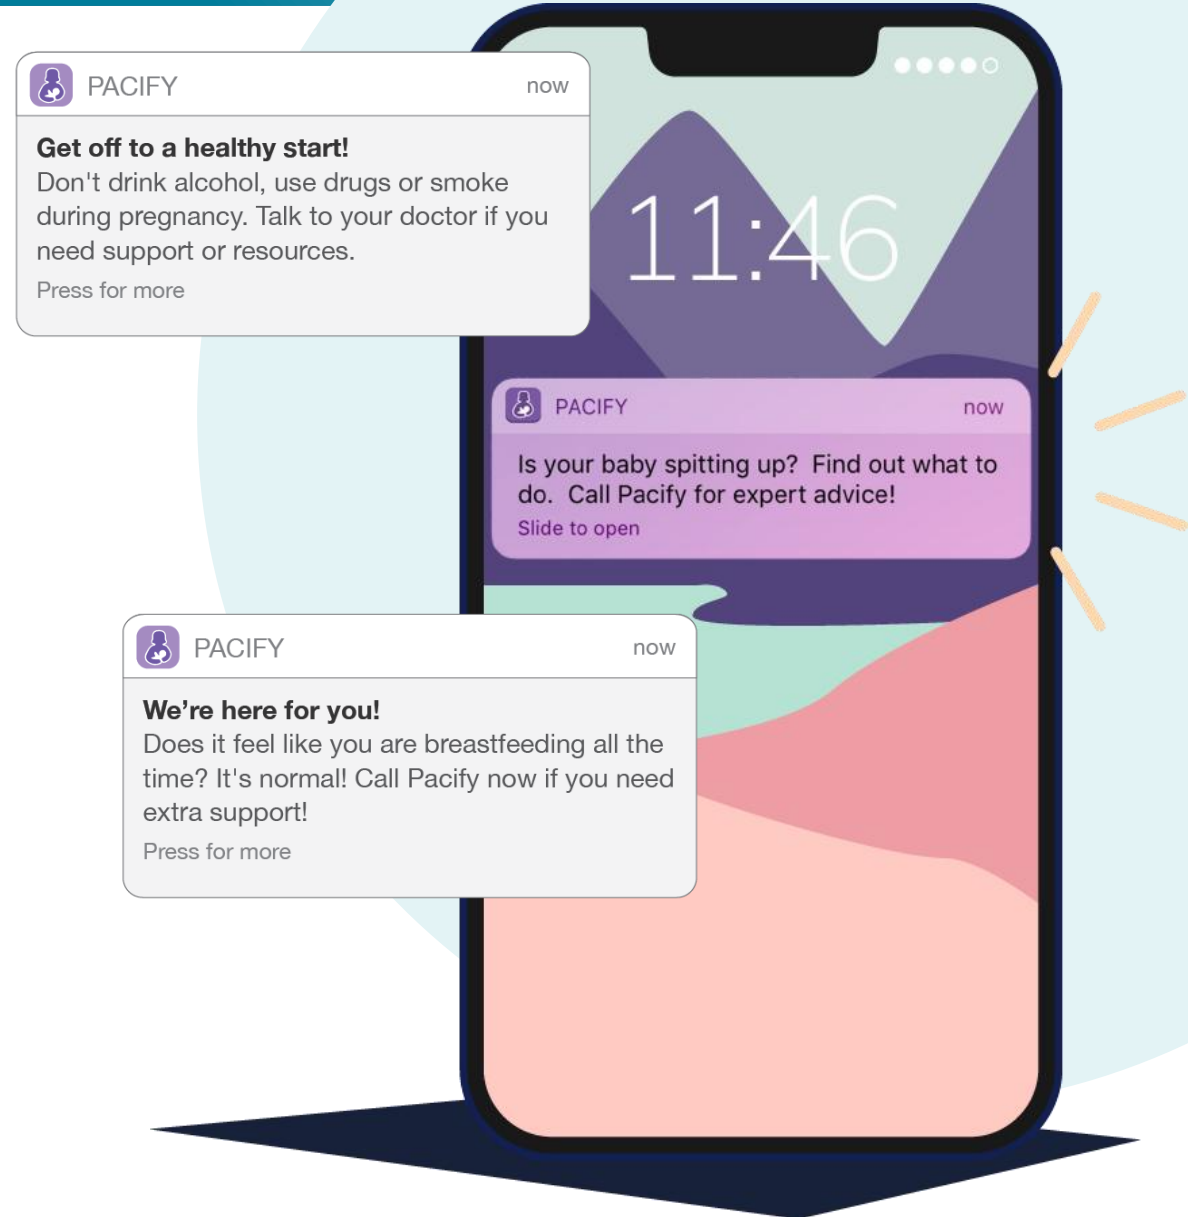 PACIFY now
Get off to a healthy start!
Don't drink alcohol, use drugs or smoke
during pregnancy. Talk to your doctor if you
need support or resources.
Press for more
11:46
PACIFY now
Is your baby spitting up?  Find out what to
do.  Call Pacify for expert advice!
Slide to open
PACIFY now
We’re here for you!
Does it feel like you are breastfeeding all the
time? It's normal! Call Pacify now if you need
extra support!
Press for more